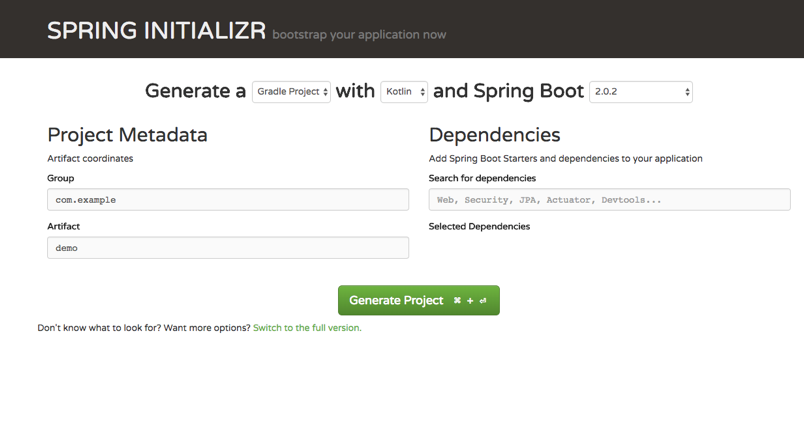 SPRING INITIALIZR bootstrap your application now
Generate a Gradle Project with Kotlin and Spring Boot 2.0.2
Project Metadata
Artifact coordinates
Group
com.example
Artifact
demo
Dependencies
Add Spring Boot Starters and dependencies to your application
Search for dependencies
Web, Security, JPA, Actuator, Devtools...
Selected Dependencies
Generate Project ⌘ + ⏎
Don't know what to look for? Want more options? Switch to the full version.